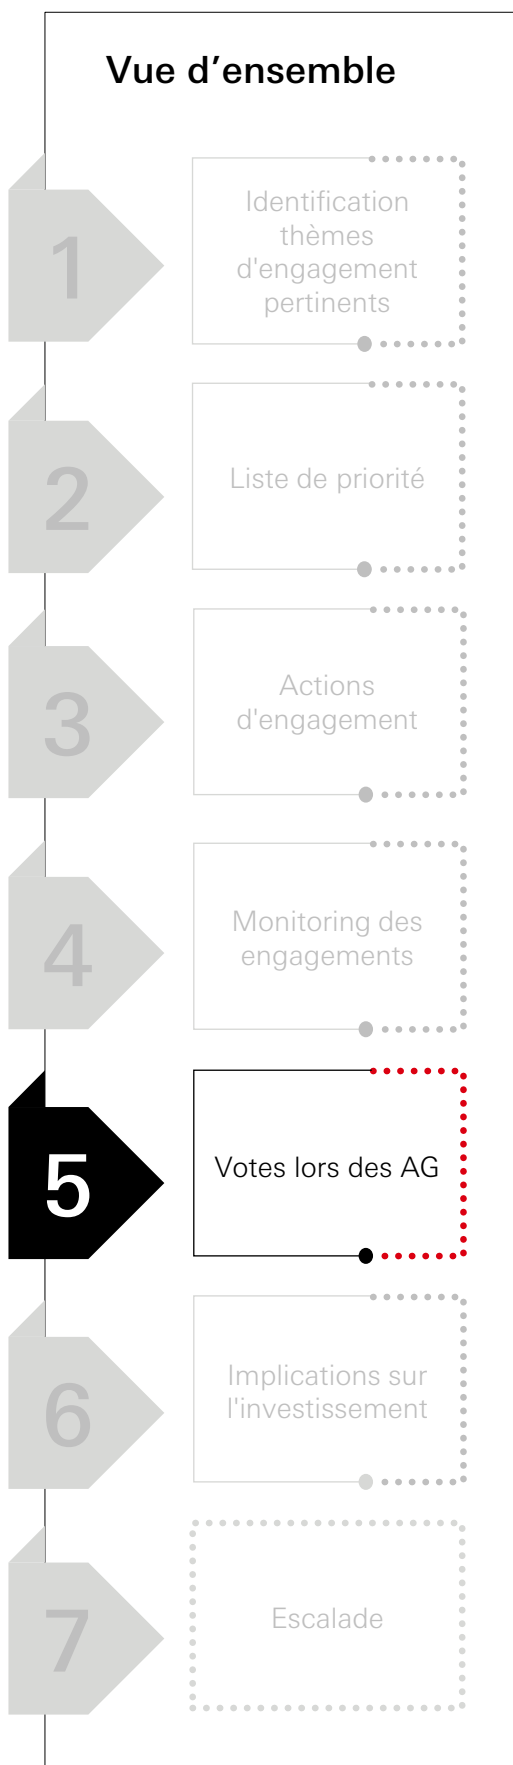 Vue d’ensemble
1
Identification
thèmes
d'engagement
pertinents
2
Liste de priorité
3
Actions
d'engagement
4
Monitoring des
engagements
5
Votes lors des AG
6
Implications sur
l'investissement
7
Escalade